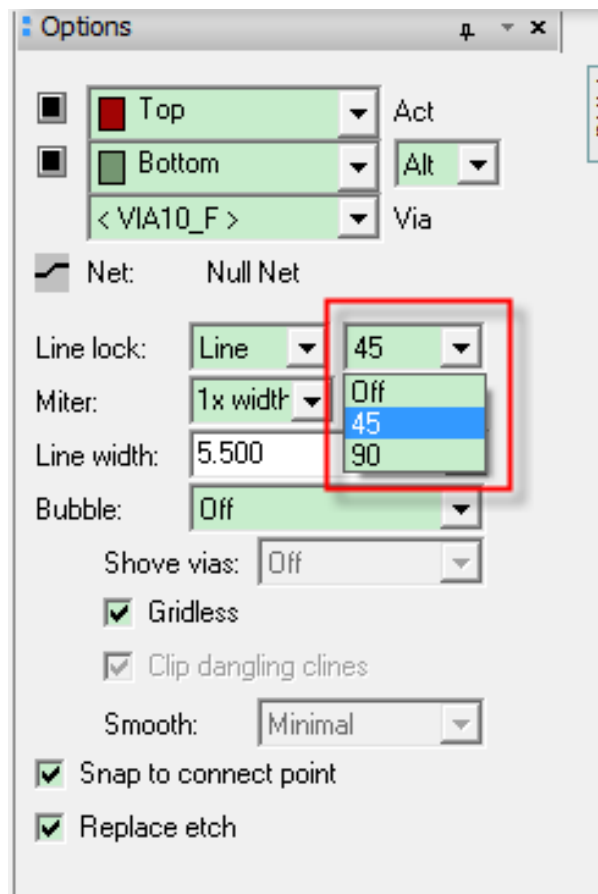 Options
Top Act
Bottom Alt
< VIA10_F > Via
Net: Null Net
Line lock: Line 45
Off
Miter: 1x width
45
Line width: 5.500
90
Bubble: Off
Shove vias: Off
Gridless
Clip dangling clines
Smooth: Minimal
Snap to connect point
Replace etch